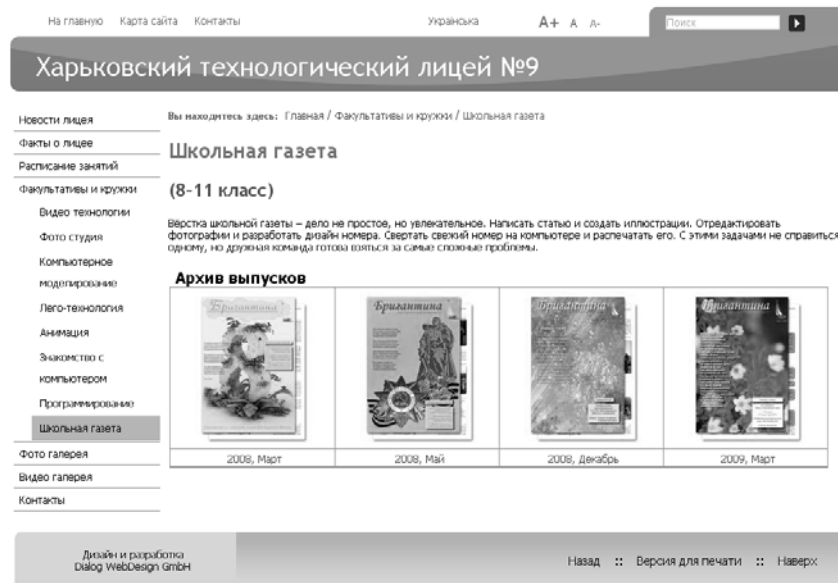 На главную Карта сайта Контакты Українська А+ А А- Поиск
Харьковский технологический лицей №9
Новости лицея
Факты о лицее
Расписание занятий
Факультативы и кружки
Видео технологии
Фото студия
Компьютерное
моделирование
Лего-технология
Анимация
Знакомство с
компьютером
Программирование
Школьная газета
Фото галерея
Видео галерея
Контакты
Вы находитесь здесь: Главная / Факультативы и кружки / Школьная газета
Школьная газета
(8-11 класс)
Вёрстка школьной газеты – дело не простое, но увлекательное. Написать статью и создать иллюстрации. Отредактировать
фотографии и разработать дизайн номера. Свертать свежий номер на компьютере и распечатать его. С этими задачами не справиться
одному, но дружная команда готова взяться за самые сложные проблемы.
Архив выпусков
Бригантина Бригантина Бригантина Бригантина
2008, Март 2008, Май 2008, Декабрь 2009, Март
Дизайн и разработка
Dialog WebDesign GmbH
Назад :: Версия для печати :: Наверх